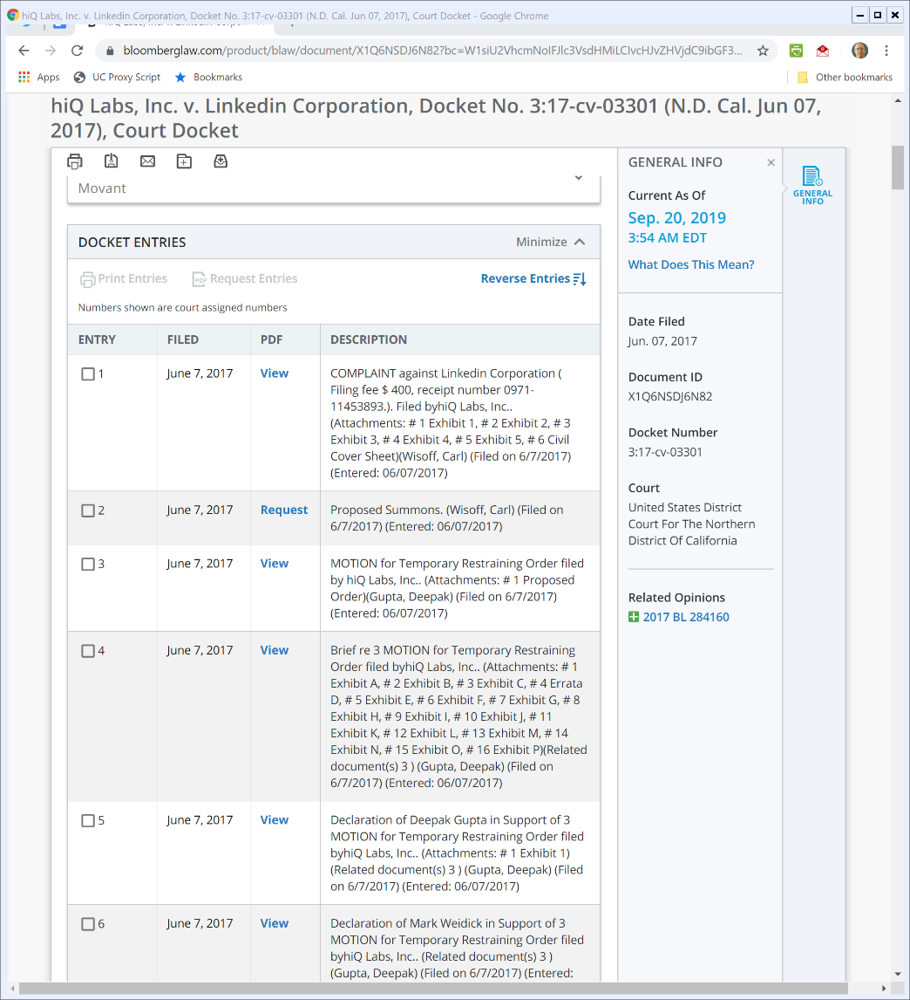 hiQ Labs, Inc. v. Linkedin Corporation, Docket No. 3:17-cv-03301 (N.D. Cal. Jun 07, 2017), Court Docket - Google Chrome
bloomberglaw.com/product/blaw/document/X1Q6NSDJ6N82?bc=W1siU2VhcmNoIFJlc3VsdHMiLCIvcHJvZHVjdC9ibGF3...
Apps UC Proxy Script Bookmarks Other bookmarks
hiQ Labs, Inc. v. Linkedin Corporation, Docket No. 3:17-cv-03301 (N.D. Cal. Jun 07,
2017), Court Docket
Movant
DOCKET ENTRIES Minimize
Print Entries PDF Request Entries Reverse Entries
Numbers shown are court assigned numbers
ENTRY FILED PDF DESCRIPTION
1 June 7, 2017 View COMPLAINT against Linkedin Corporation (
Filing fee $ 400, receipt number 0971-
11453893.). Filed byhiQ Labs, Inc..
(Attachments: # 1 Exhibit 1, # 2 Exhibit 2, # 3
Exhibit 3, # 4 Exhibit 4, # 5 Exhibit 5, # 6 Civil
Cover Sheet)(Wisoff, Carl) (Filed on 6/7/2017)
(Entered: 06/07/2017)
2 June 7, 2017 Request Proposed Summons. (Wisoff, Carl) (Filed on
6/7/2017) (Entered: 06/07/2017)
3 June 7, 2017 View MOTION for Temporary Restraining Order filed
by hiQ Labs, Inc.. (Attachments: # 1 Proposed
Order)(Gupta, Deepak) (Filed on 6/7/2017)
(Entered: 06/07/2017)
4 June 7, 2017 View Brief re 3 MOTION for Temporary Restraining
Order filed byhiQ Labs, Inc.. (Attachments: # 1
Exhibit A, # 2 Exhibit B, # 3 Exhibit C, # 4 Errata
D, # 5 Exhibit E, # 6 Exhibit F, # 7 Exhibit G, # 8
Exhibit H, # 9 Exhibit I, # 10 Exhibit J, # 11
Exhibit K, # 12 Exhibit L, # 13 Exhibit M, # 14
Exhibit N, # 15 Exhibit O, # 16 Exhibit P)(Related
document(s) 3 ) (Gupta, Deepak) (Filed on
6/7/2017) (Entered: 06/07/2017)
5 June 7, 2017 View Declaration of Deepak Gupta in Support of 3
MOTION for Temporary Restraining Order filed
byhiQ Labs, Inc.. (Attachments: # 1 Exhibit 1)
(Related document(s) 3 ) (Gupta, Deepak) (Filed
on 6/7/2017) (Entered: 06/07/2017)
6 June 7, 2017 View Declaration of Mark Weidick in Support of 3
MOTION for Temporary Restraining Order filed
byhiQ Labs, Inc.. (Related document(s) 3 )
(Gupta, Deepak) (Filed on 6/7/2017) (Entered:
GENERAL INFO
Current As Of
Sep. 20, 2019
3:54 AM EDT
What Does This Mean?
Date Filed
Jun. 07, 2017
Document ID
X1Q6NSDJ6N82
Docket Number
3:17-cv-03301
Court
United States District
Court For The Northern
District Of California
Related Opinions
2017 BL 284160
GENERAL
INFO